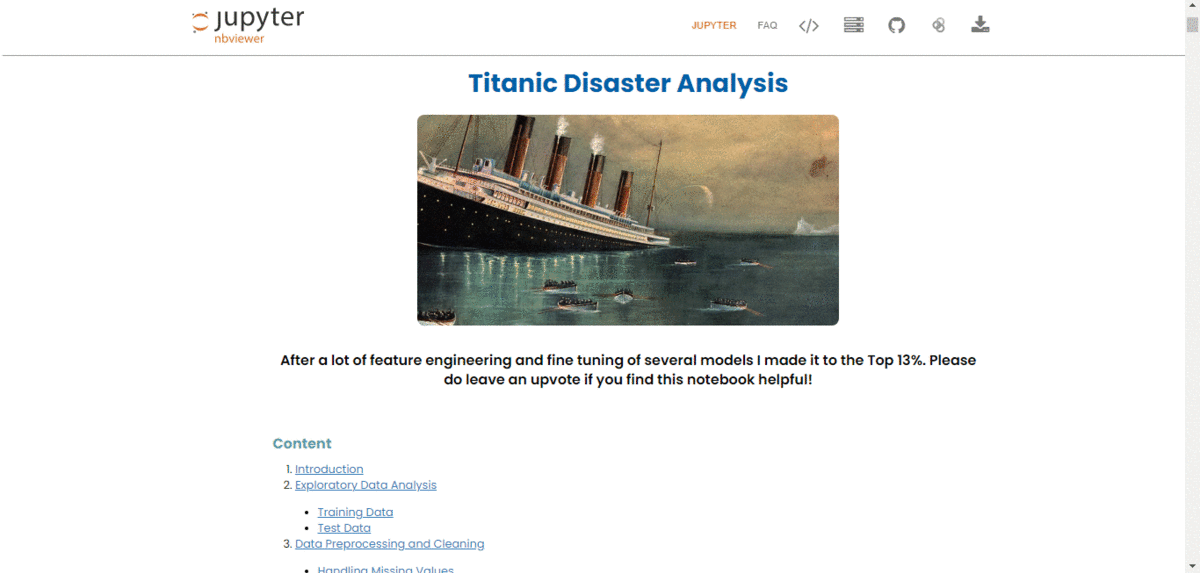 jupyter
nbviewer
JUPYTER FAQ </>
Titanic Disaster Analysis
After a lot of feature engineering and fine tuning of several models I made it to the Top 13%. Please
do leave an upvote if you find this notebook helpful!
Content
1. Introduction
2. Exploratory Data Analysis
• Training Data
• Test Data
3. Data Preprocessing and Cleaning
• Handling Missing Values